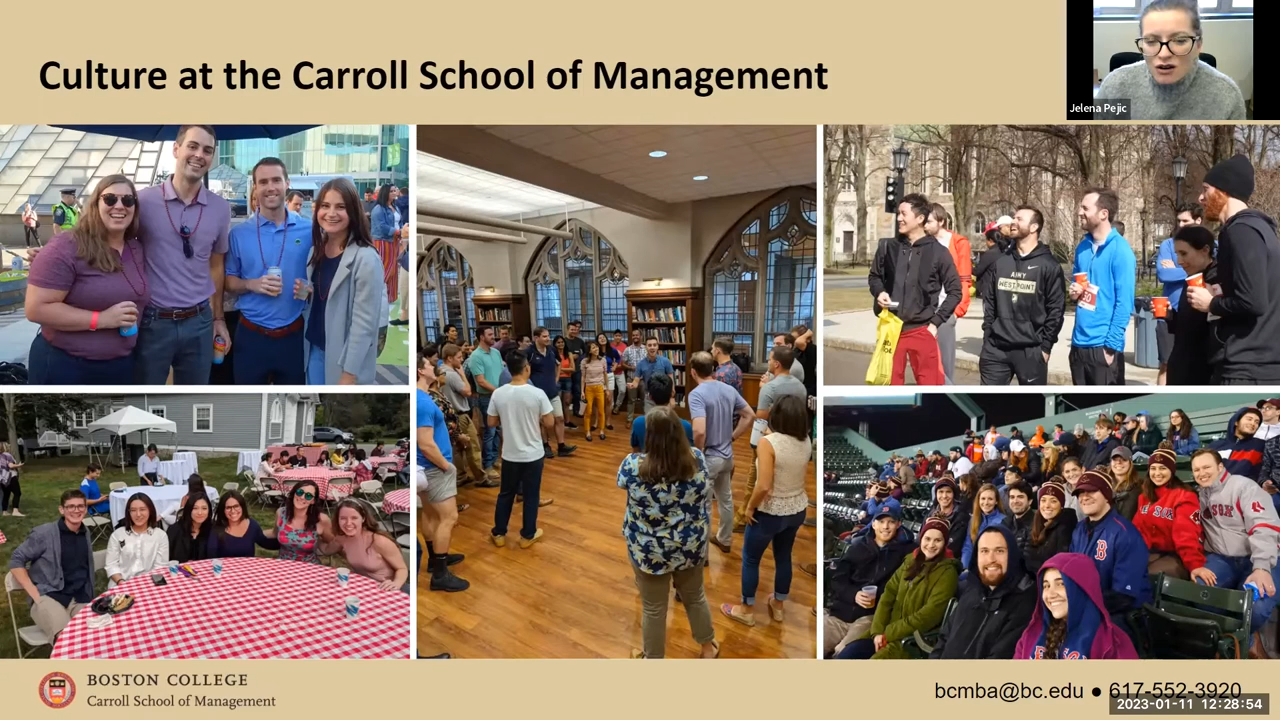 Culture at the Carroll School of Management
Jelena Pejic
ARMY
WEST POINT
B
BOSTON COLLEGE
Carroll School of Management
bcmba@bc.edu ● 617-552-3920
2023-01-11 12:28:54